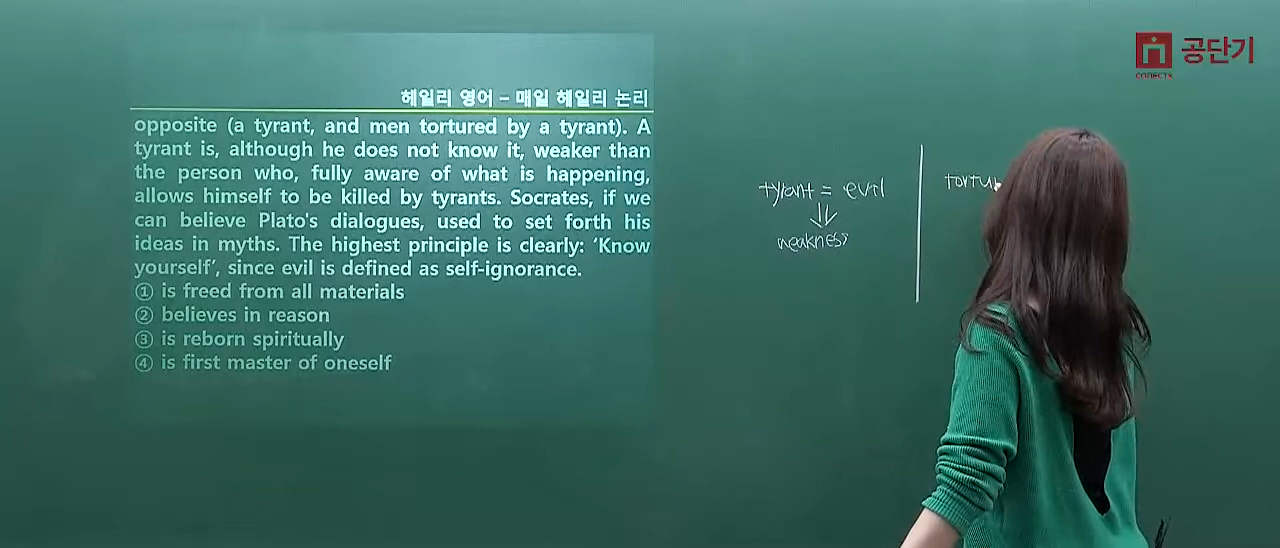 공단기
CODECTS
헤일리 영어 – 매일 헤일리 논리
opposite (a tyrant, and men tortured by a tyrant). A
tyrant is, although he does not know it, weaker than
the person who, fully aware of what is happening,
allows himself to be killed by tyrants. Socrates, if we
can believe Plato's dialogues, used to set forth his
ideas in myths. The highest principle is clearly: ‘Know
yourself’, since evil is defined as self-ignorance.
① is freed from all materials
② believes in reason
③ is reborn spiritually
④ is first master of oneself
tyrant = evil
⇓
weakness
tortu